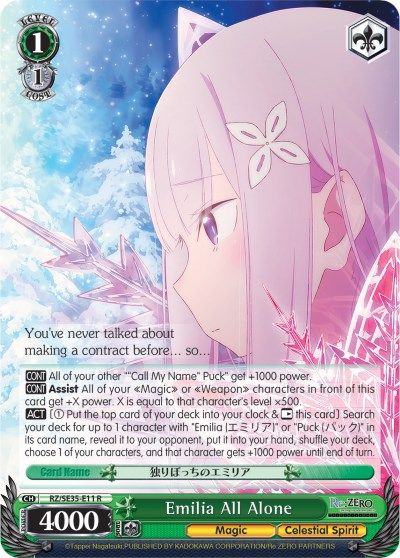 LEVEL
1
1
COST
You've never talked about
making a contract before... so...
CONT All of your other ""Call My Name" Puck" get +1000 power.
CONT Assist All of your «Magic» or «Weapon» characters in front of this
card get +X power. X is equal to that character's level ×500.
ACT [① Put the top card of your deck into your clock & this card] Search
your deck for up to 1 character with "Emilia [エミリア]" or "Puck [パック]" in
its card name, reveal it to your opponent, put it into your hand, shuffle your deck,
choose 1 of your characters, and that character gets +1000 power until end of turn.
Card Name 独りぼっちのエミリア
CH RZ/SE35-E11 R
Emilia All Alone
Re:ZERO
4000
POWER
Magic
Celestial Spirit
©Tappei Nagatsuki,PUBLISHED BY KADOKAWA CORPORATION/Re:ZERO PARTNERS